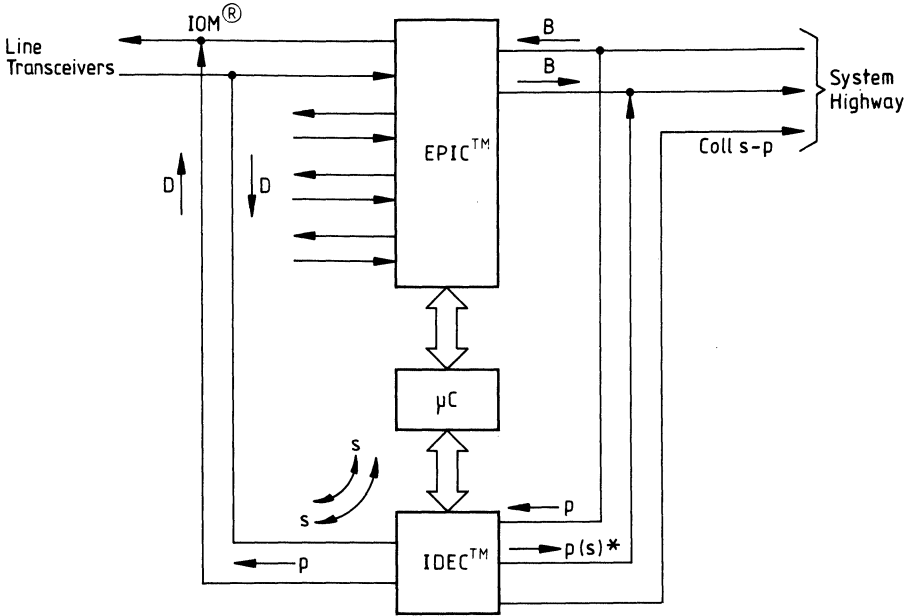 IOM®
Line
Transceivers
B
B
System
Highway
Coll s-p
EPIC™
D
D
µC
s
s
p
p
p(s)*
IDEC™